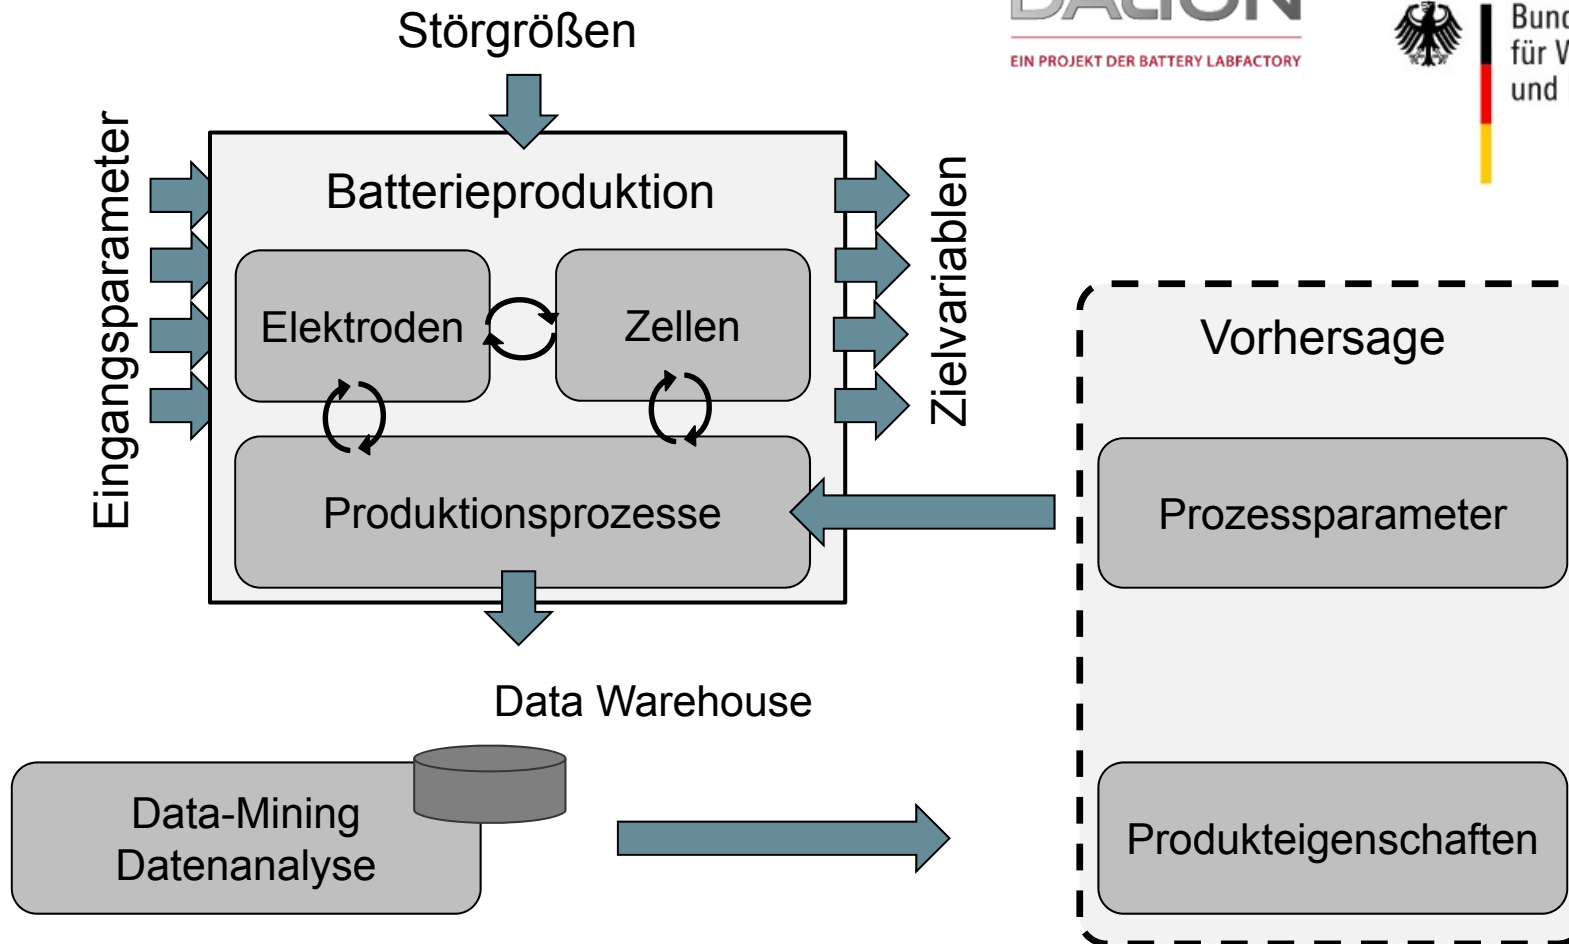 Störgrößen
DALION
EIN PROJEKT DER BATTERY LABFACTORY
für
und
Eingangsparameter
Batterieproduktion
Zielvariablen
Elektroden
Zellen
Produktionsprozesse
Vorhersage
Prozessparameter
Data Warehouse
Data-Mining
Datenanalyse
Produkteigenschaften